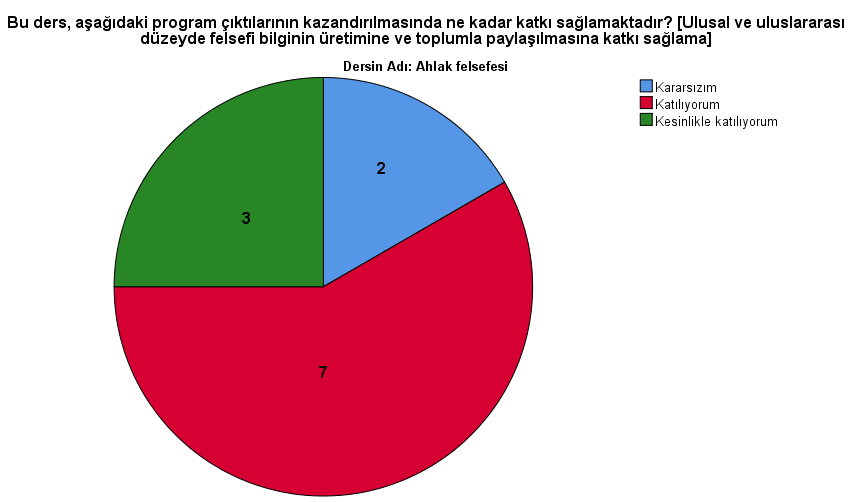 Bu ders, aşağıdaki program çıktılarının kazandırılmasında ne kadar katkı sağlamaktadır? [Ulusal ve uluslararası
düzeyde felsefi bilginin üretimine ve toplumla paylaşılmasına katkı sağlama]
Dersin Adı: Ahlak felsefesi
Kararsızım
Katılıyorum
Kesinlikle katılıyorum
2
3
7